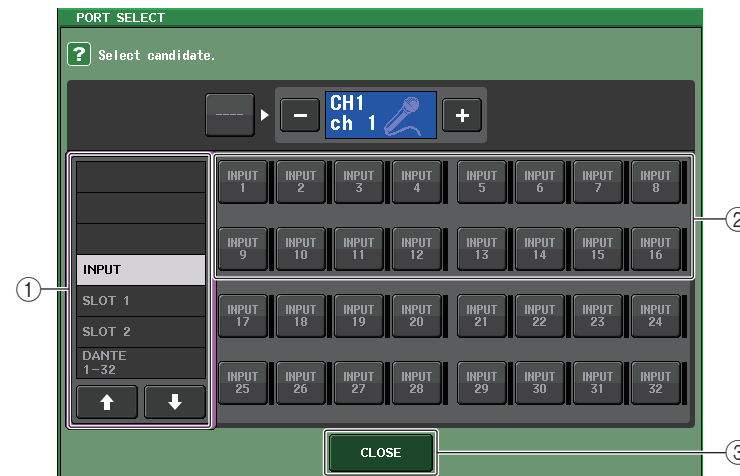 PORT SELECT
? Select candidate.
---- − CH1 +
ch 1
INPUT
SLOT 1
SLOT 2
DANTE
1-32
INPUT INPUT INPUT INPUT INPUT INPUT INPUT INPUT
1 2 3 4 5 6 7 8
INPUT INPUT INPUT INPUT INPUT INPUT INPUT INPUT
9 10 11 12 13 14 15 16
INPUT INPUT INPUT INPUT INPUT INPUT INPUT INPUT
17 18 19 20 21 22 23 24
INPUT INPUT INPUT INPUT INPUT INPUT INPUT INPUT
25 26 27 28 29 30 31 32
CLOSE
①
②
③